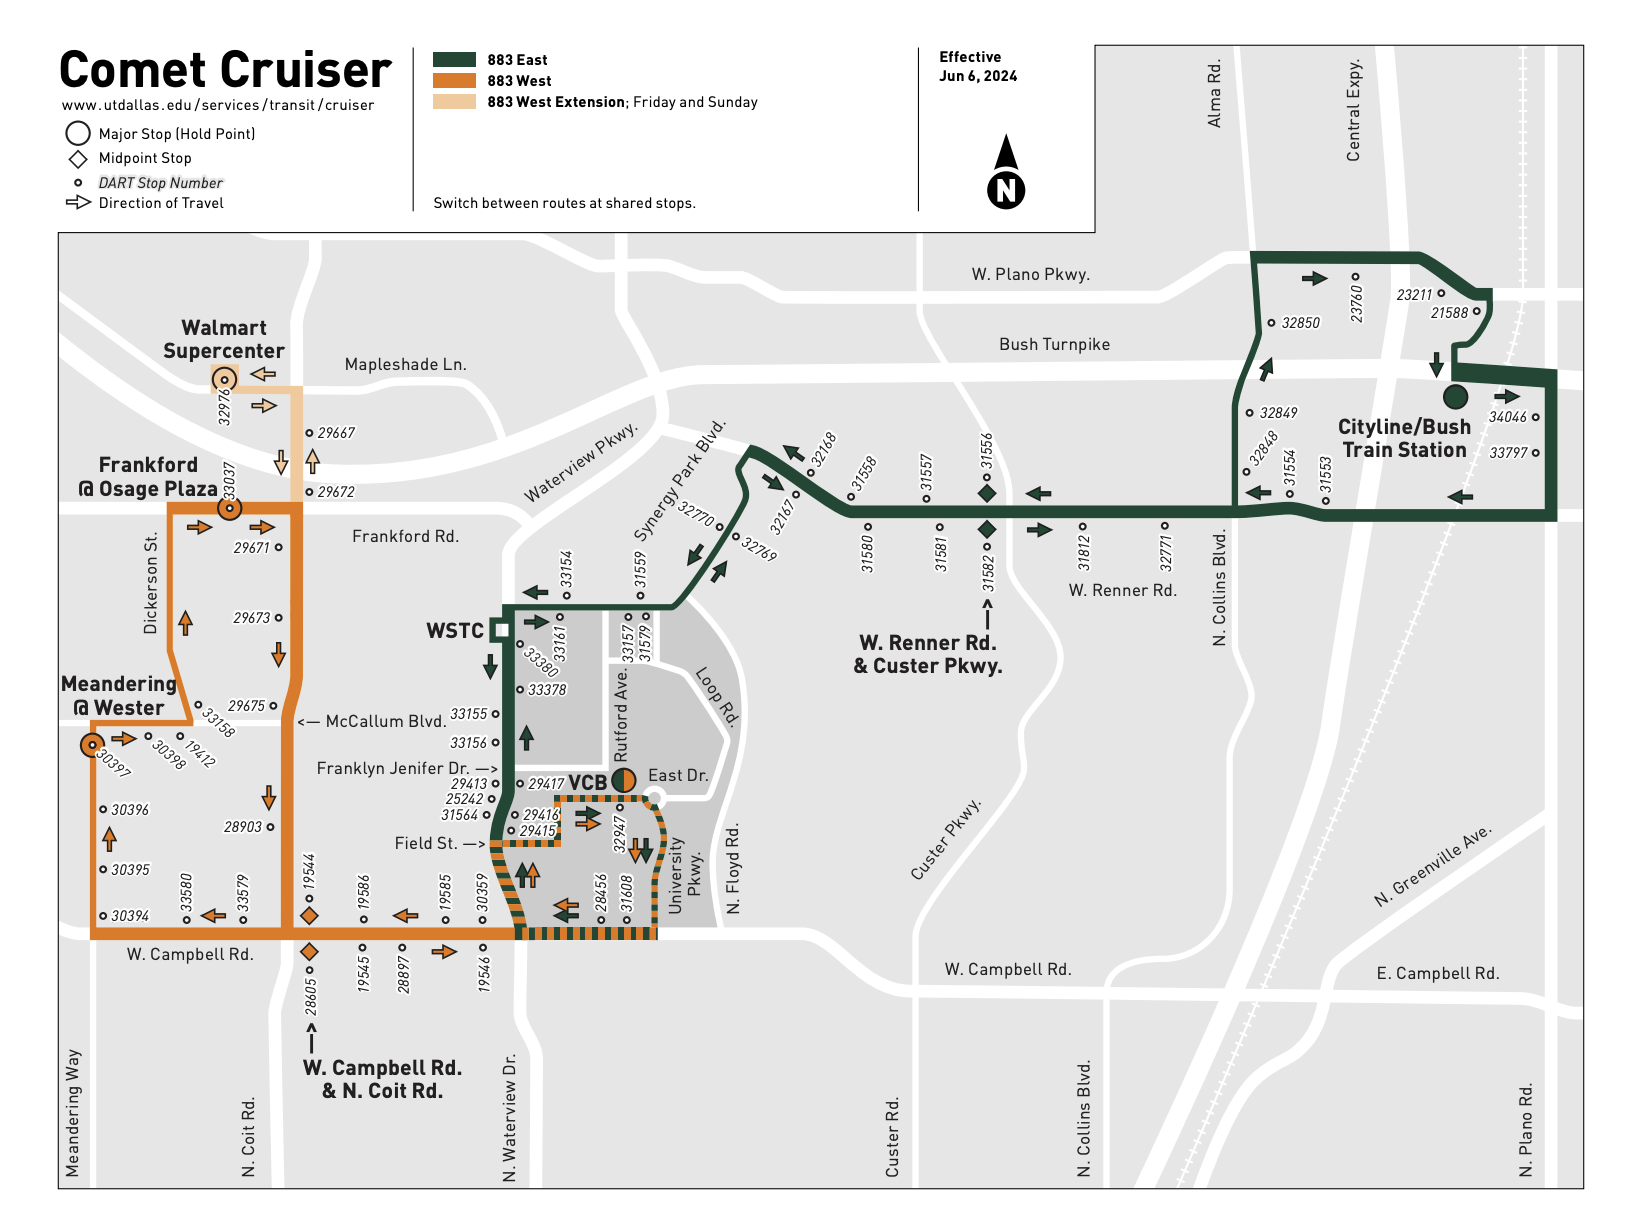 Comet Cruiser
www.utdallas.edu/services/transit/cruiser
Major Stop (Hold Point)
Midpoint Stop
DART Stop Number
Direction of Travel
883 East
883 West
883 West Extension; Friday and Sunday
Switch between routes at shared stops.
Effective
Jun 6, 2024
N
Alma Rd.
Central Expy.
W. Plano Pkwy.
23760
23211
21588
32850
Bush Turnpike
Walmart
Supercenter
Mapleshade Ln.
32976
29667
Frankford
@ Osage Plaza
33037
29672
Waterview Pkwy.
Synergy Park Blvd.
32168
31558
31557
31556
32849
32848
31554
31553
Cityline/Bush
Train Station
34046
33797
Frankford Rd.
29671
Dickerson St.
32770
32769
32167
31580
31581
31582
31812
32771
W. Renner Rd.
N. Collins Blvd.
33154
31559
29673
WSTC
33161
33157
31579
33380
33378
W. Renner Rd.
& Custer Pkwy.
Meandering
@ Wester
29675
33158
McCallum Blvd.
33155
33156
Rutford Ave.
Loop Rd.
30397
30398
19412
Franklyn Jenifer Dr.
29413
25242
31564
29417
29416
29415
VCB
East Dr.
30396
28903
Field St.
32947
University
Pkwy.
N. Floyd Rd.
Custer Pkwy.
N. Greenville Ave.
30395
30394
33580
33579
19544
19586
19585
30359
28456
31608
W. Campbell Rd.
28605
19545
28897
19546
W. Campbell Rd.
E. Campbell Rd.
W. Campbell Rd.
& N. Coit Rd.
Meandering Way
N. Coit Rd.
N. Waterview Dr.
Custer Rd.
N. Collins Blvd.
N. Plano Rd.